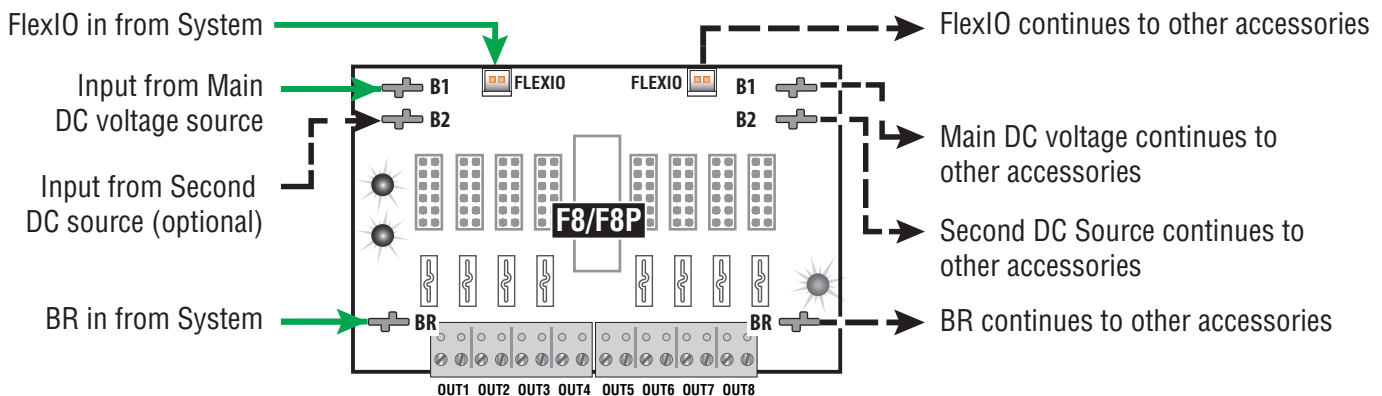 FlexIO in from System
FlexIO continues to other accessories
Input from Main
DC voltage source
B1
FLEXIO
FLEXIO
B1
B2
B2
Main DC voltage continues to
other accessories
Input from Second
DC source (optional)
F8/F8P
Second DC Source continues to
other accessories
BR in from System
BR
BR
BR continues to other accessories
OUT1 OUT2 OUT3 OUT4 OUT5 OUT6 OUT7 OUT8